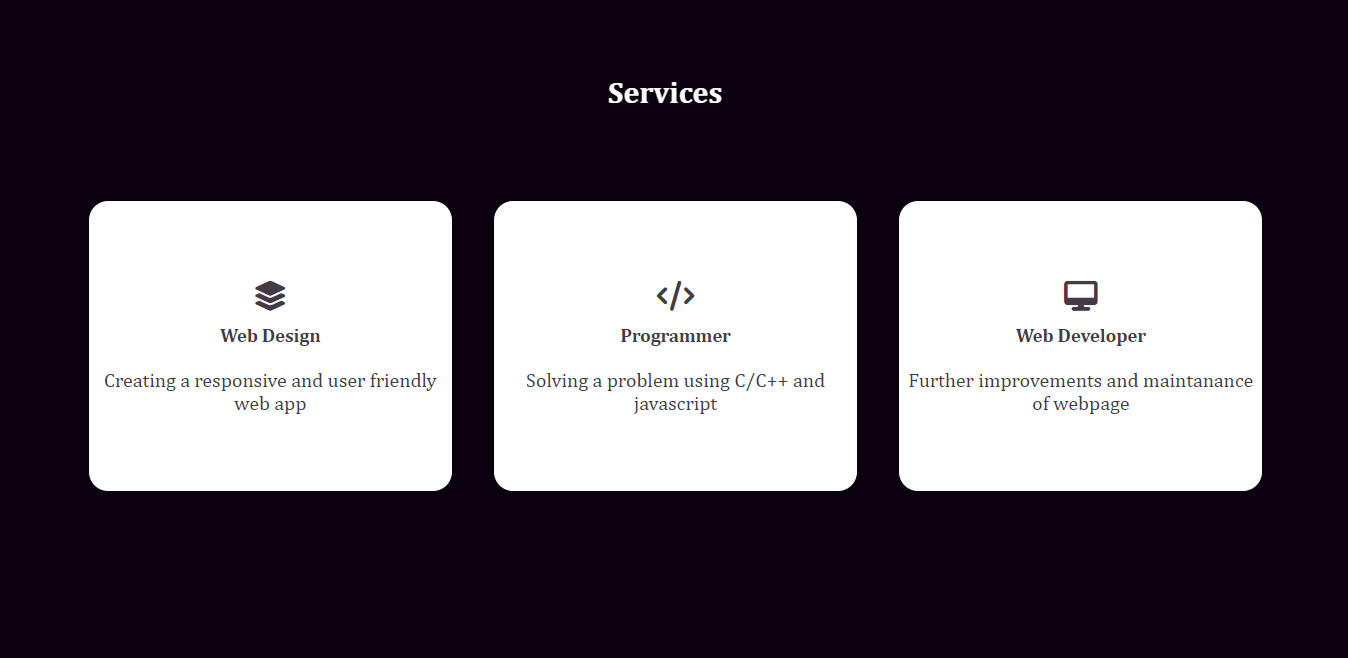 Services
Web Design
Creating a responsive and user friendly
web app
Programmer
Solving a problem using C/C++ and
javascript
Web Developer
Further improvements and maintanance
of webpage